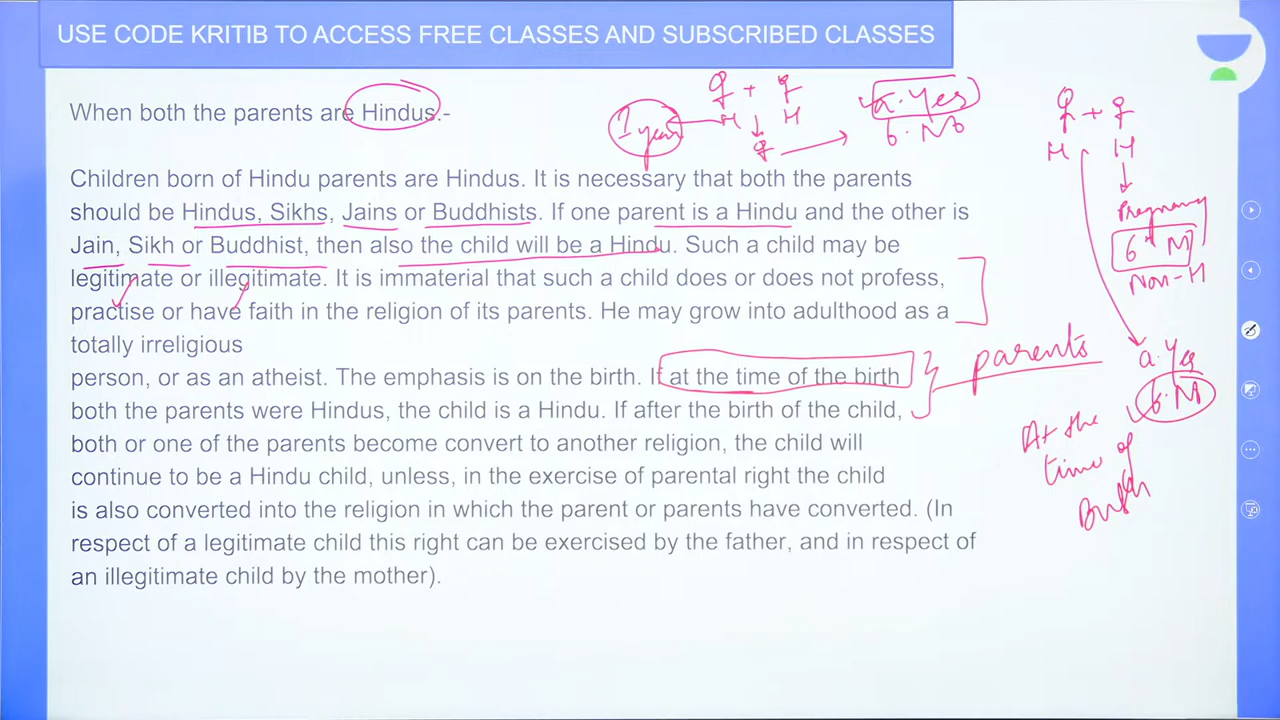 USE CODE KRITIB TO ACCESS FREE CLASSES AND SUBSCRIBED CLASSES
When both the parents are Hindus.-
Children born of Hindu parents are Hindus. It is necessary that both the parents
should be Hindus, Sikhs, Jains or Buddhists. If one parent is a Hindu and the other is
Jain, Sikh or Buddhist, then also the child will be a Hindu. Such a child may be
legitimate or illegitimate. It is immaterial that such a child does or does not profess,
practise or have faith in the religion of its parents. He may grow into adulthood as a
totally irreligious
person, or as an atheist. The emphasis is on the birth. If at the time of the birth
both the parents were Hindus, the child is a Hindu. If after the birth of the child,
both or one of the parents become convert to another religion, the child will
continue to be a Hindu child, unless, in the exercise of parental right the child
is also converted into the religion in which the parent or parents have converted. (In
respect of a legitimate child this right can be exercised by the father, and in respect of
an illegitimate child by the mother).
1 year
+
H H
a. Yes
b. No
+
H H
Pregnancy
6th M
Non-H
a. Yes
b. No
parents
At the
time of
Birth